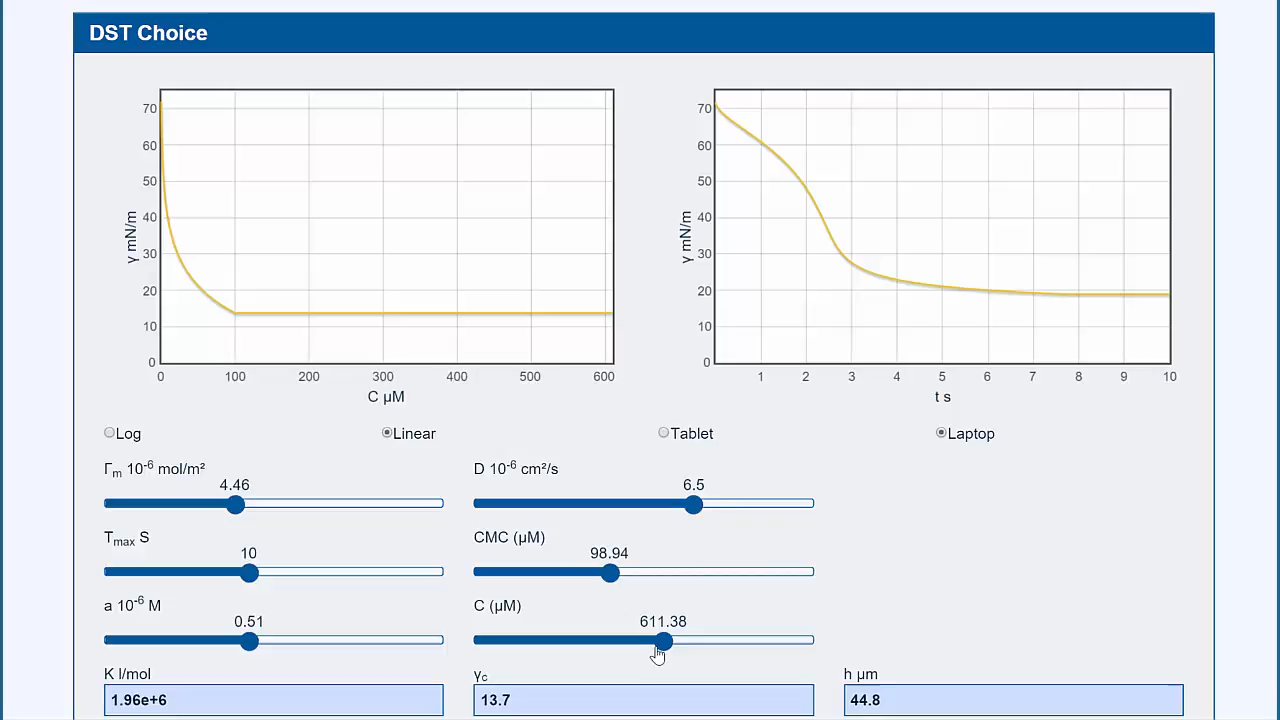 DST Choice
70 60 50 40 30 20 10 0
γ mN/m
0 100 200 300 400 500 600
C µM
70 60 50 40 30 20 10 0
γ mN/m
1 2 3 4 5 6 7 8 9 10
t s
Log Linear Tablet Laptop
Γm 10-6 mol/m² D 10-6 cm²/s
4.46 6.5
Tmax S CMC (µM)
10 98.94
a 10-6 M C (µM)
0.51 611.38
K l/mol γc h µm
1.96e+6 13.7 44.8